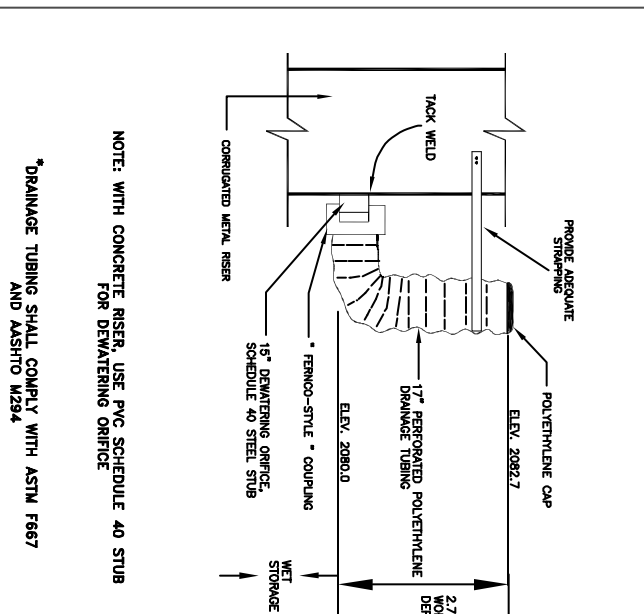 PROVIDE ADEQUATE
STRAPPING
POLYETHYLENE CAP
ELEV. 2082.7
TACK WELD
17" PERFORATED POLYETHYLENE
DRAINAGE TUBING
ELEV. 2080.0
" FERNCO-STYLE " COUPLING
15" DEWATERING ORIFICE,
SCHEDULE 40 STEEL STUB
CORRUGATED METAL RISER
2.7
WET
STORAGE
NOTE: WITH CONCRETE RISER, USE PVC SCHEDULE 40 STUB
FOR DEWATERING ORIFICE
*DRAINAGE TUBING SHALL COMPLY WITH ASTM F667
AND AASHTO M294